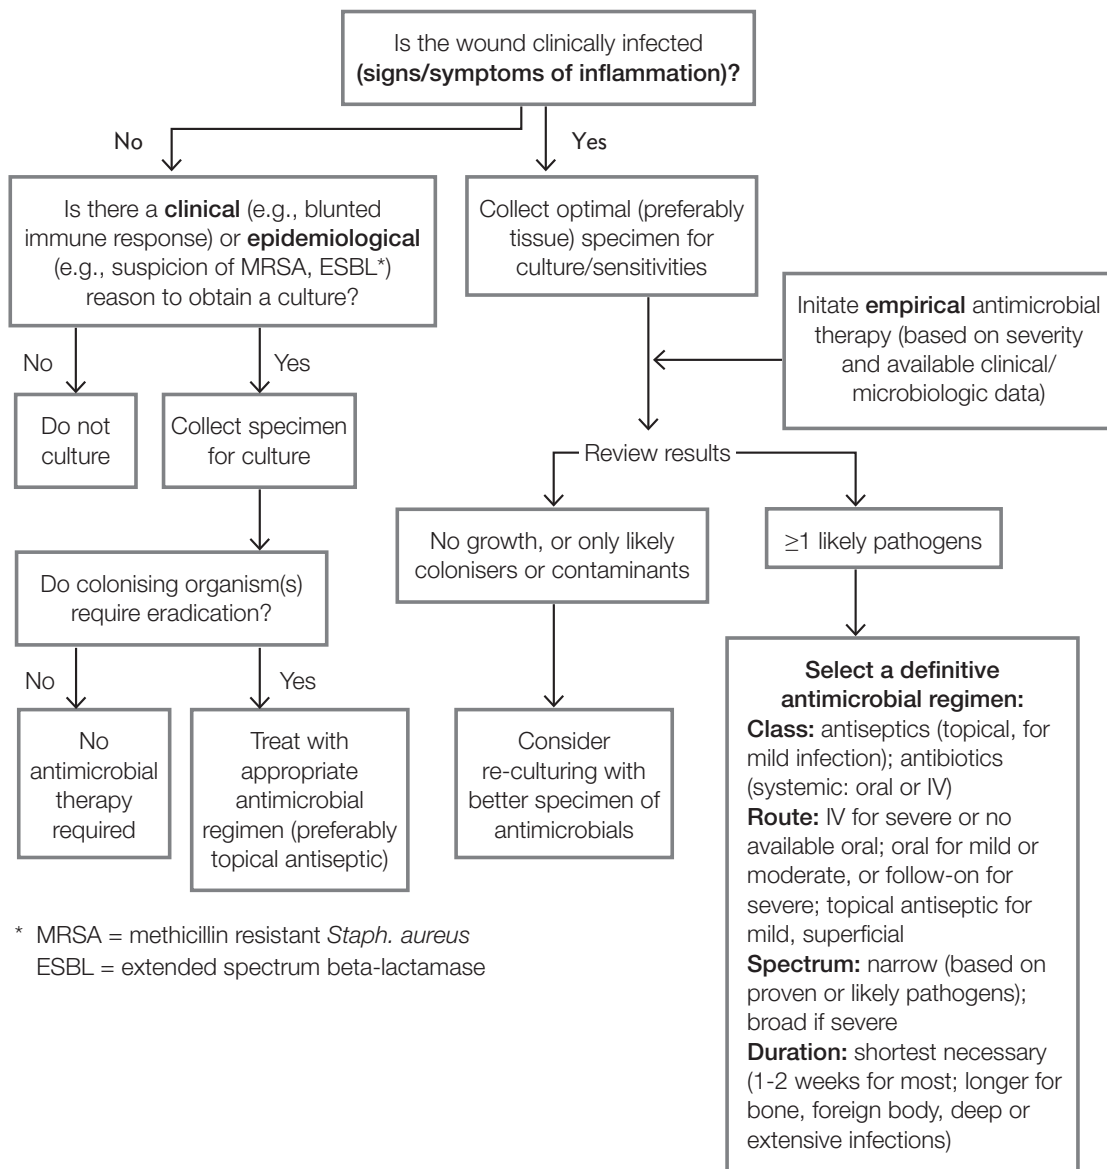 Is the wound clinically infected
(signs/symptoms of inflammation)?
No
Yes
Is there a clinical (e.g., blunted
immune response) or epidemiological
(e.g., suspicion of MRSA, ESBL*)
reason to obtain a culture?
Collect optimal (preferably
tissue) specimen for
culture/sensitivities
Initate empirical antimicrobial
therapy (based on severity
and available clinical/
microbiologic data)
No
Yes
Do not
culture
Collect specimen
for culture
Review results
No growth, or only likely
colonisers or contaminants
≥1 likely pathogens
Do colonising organism(s)
require eradication?
No
Yes
No
antimicrobial
therapy
required
Treat with
appropriate
antimicrobial
regimen (preferably
topical antiseptic)
Consider
re-culturing with
better specimen of
antimicrobials
Select a definitive
antimicrobial regimen:
Class: antiseptics (topical, for
mild infection); antibiotics
(systemic: oral or IV)
Route: IV for severe or no
available oral; oral for mild or
moderate, or follow-on for
severe; topical antiseptic for
mild, superficial
Spectrum: narrow (based on
proven or likely pathogens);
broad if severe
Duration: shortest necessary
(1-2 weeks for most; longer for
bone, foreign body, deep or
extensive infections)
* MRSA = methicillin resistant Staph. aureus
ESBL = extended spectrum beta-lactamase